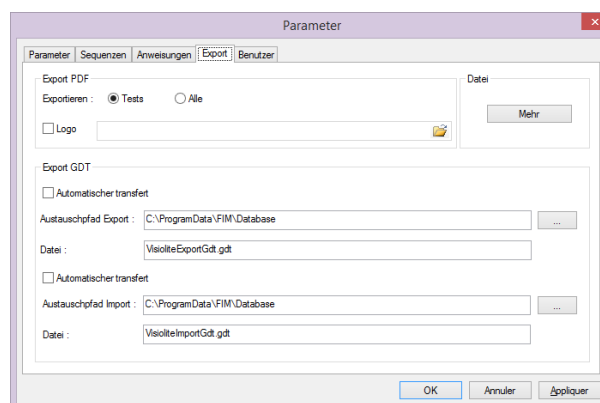 Parameter
Parameter Sequenzen Anweisungen Export Benutzer
Export PDF
Exportieren : Tests Alle
Logo
Datei
Mehr
Export GDT
Automatischer transfert
Austauschpfad Export : C:\ProgramData\FIM\Database ...
Datei : VisioliteExportGdt.gdt
Automatischer transfert
Austauschpfad Import : C:\ProgramData\FIM\Database ...
Datei : VisioliteImportGdt.gdt
OK Annuler Appliquer